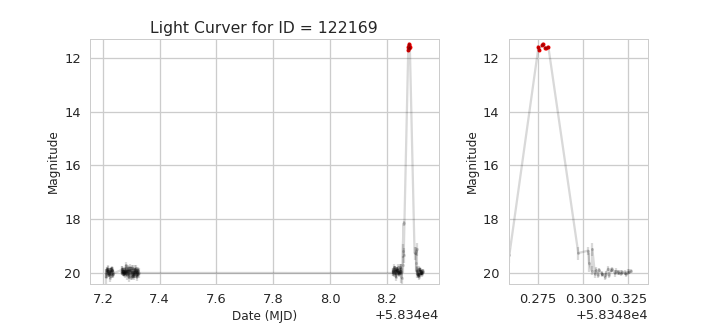 Light Curver for ID = 122169
Magnitude
12
14
16
18
20
7.2 7.4 7.6 7.8 8.0 8.2
Date (MJD)
+5.834e4
Magnitude
12
14
16
18
20
0.275 0.300 0.325
+5.8348e4